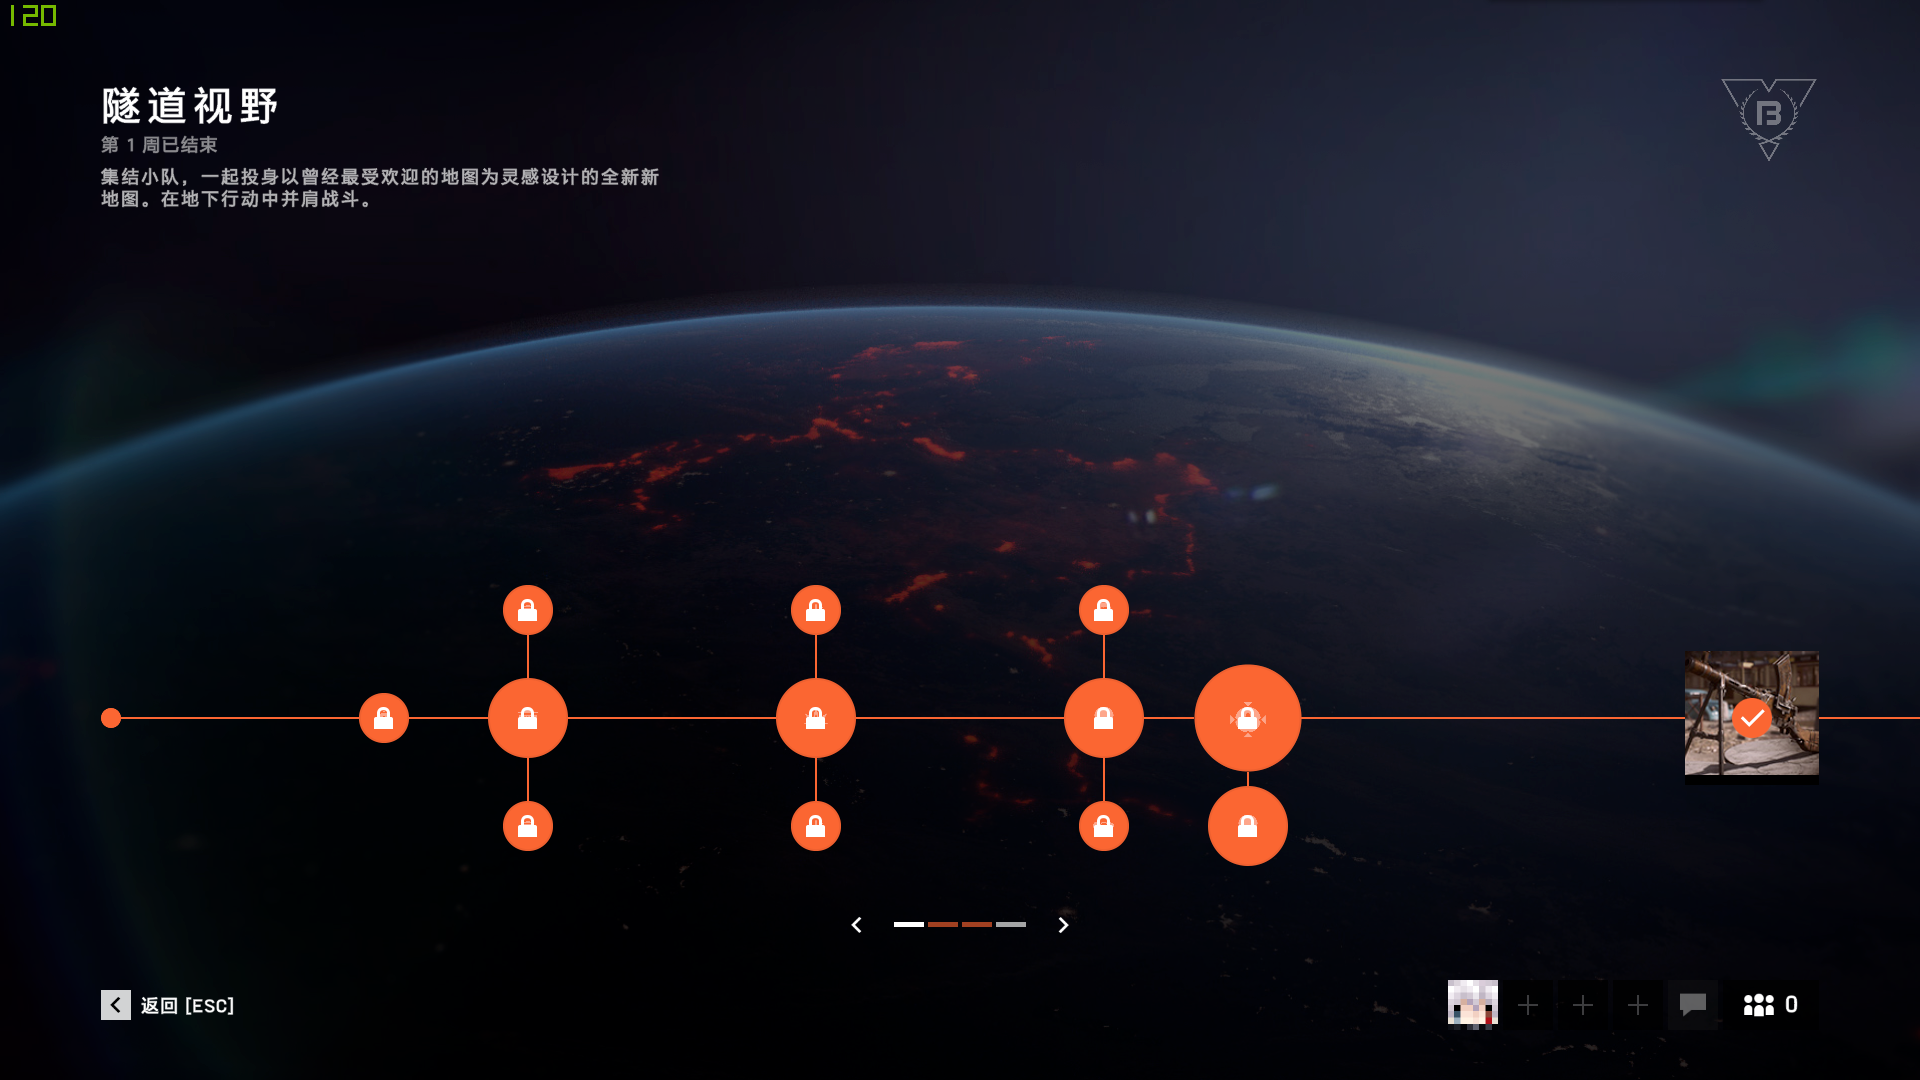 120
隧道视野
第 1 周已结束
集结小队，一起投身以曾经最受欢迎的地图为灵感设计的全新新
地图。在地下行动中并肩战斗。
返回 [ESC]
0